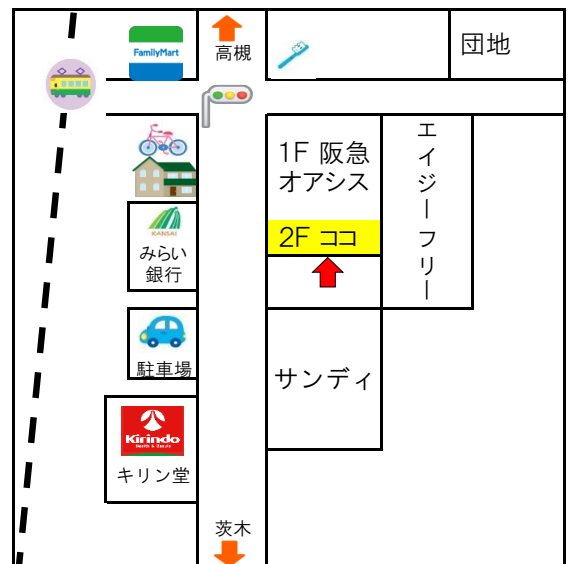 FamilyMart
高槻
団地
1F 阪急
オアシス
2F ココ
エイジーフリー
KANSAI
みらい
銀行
駐車場
サンディ
Kirindo
キリン堂
茨木